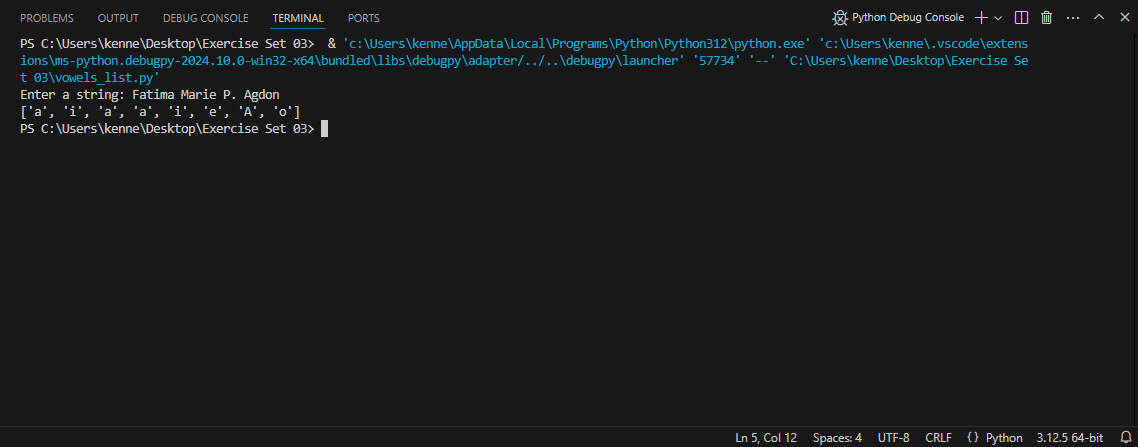 PROBLEMS OUTPUT DEBUG CONSOLE TERMINAL PORTS Python Debug Console
PS C:\Users\kenne\Desktop\Exercise Set 03>  & 'c:\Users\kenne\AppData\Local\Programs\Python\Python312\python.exe' 'c:\Users\kenne\.vscode\extens
ions\ms-python.debugpy-2024.10.0-win32-x64\bundled\libs\debugpy\adapter/../..\debugpy\launcher' '57734' '--' 'C:\Users\kenne\Desktop\Exercise Se
t 03\vowels_list.py'
Enter a string: Fatima Marie P. Agdon
['a', 'i', 'a', 'a', 'i', 'e', 'A', 'o']
PS C:\Users\kenne\Desktop\Exercise Set 03>
Ln 5, Col 12 Spaces: 4 UTF-8 CRLF {} Python 3.12.5 64-bit